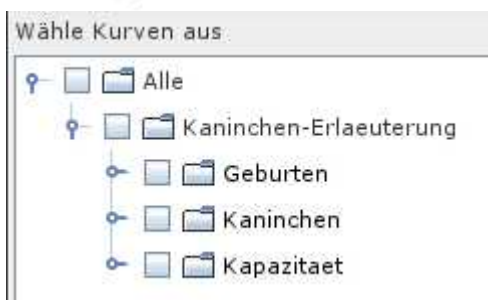 Wähle Kurven aus
Alle
Kaninchen-Erlaeuterung
Geburten
Kaninchen
Kapazitaet